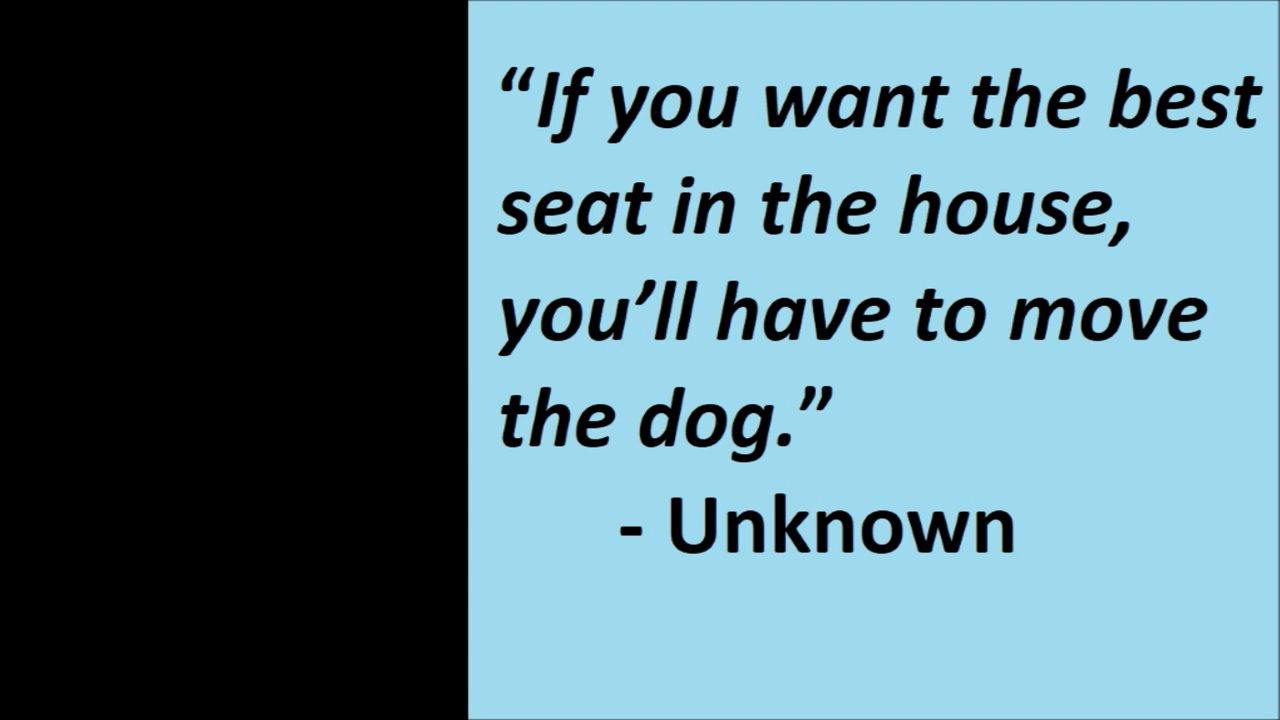 “If you want the best
seat in the house,
you’ll have to move
the dog.”
- Unknown